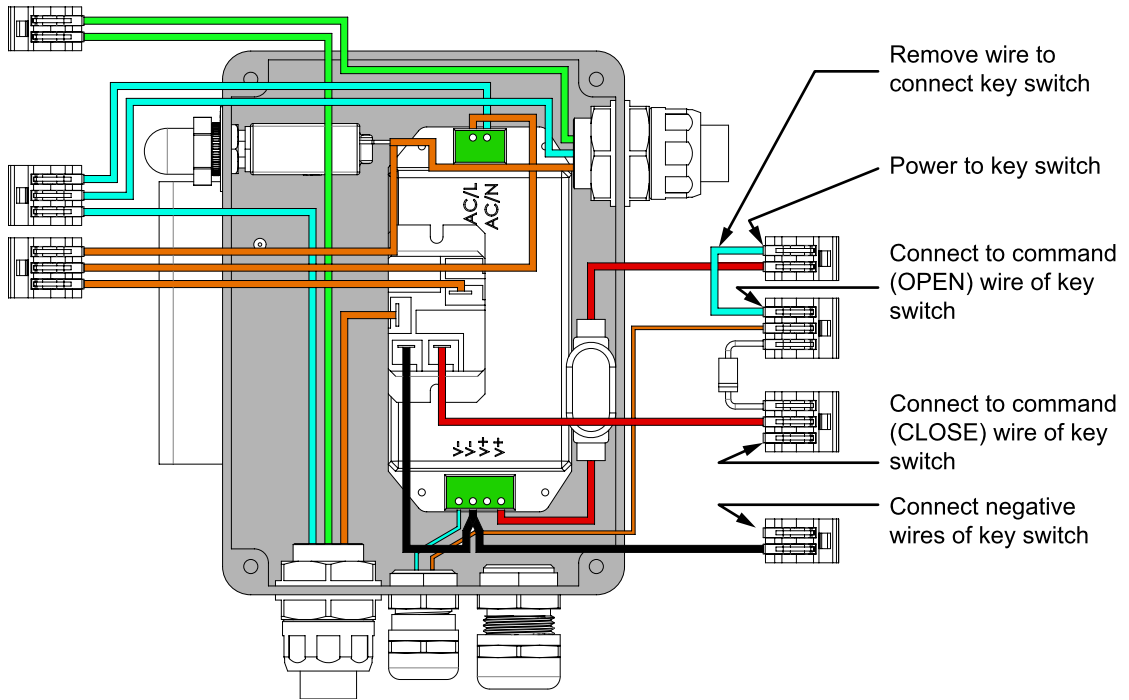 Remove wire to
connect key switch
Power to key switch
AC/L
AC/N
Connect to command
(OPEN) wire of key
switch
Connect to command
(CLOSE) wire of key
switch
V-
V-
V+
V+
Connect negative
wires of key switch